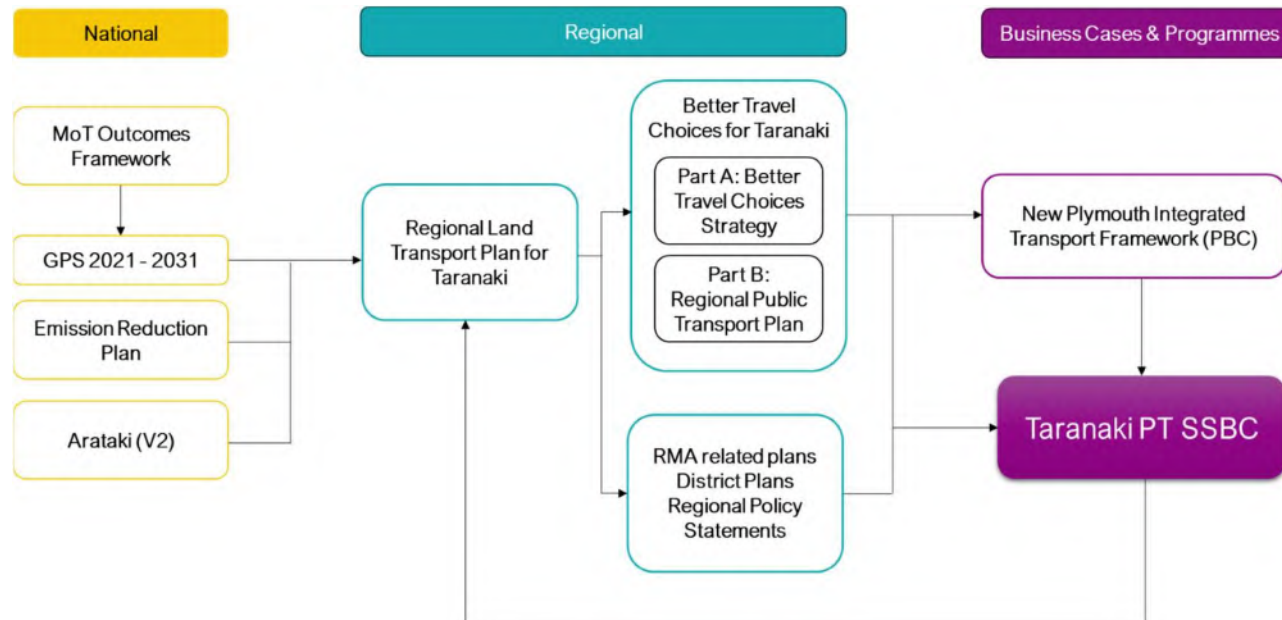 National
Regional
Business Cases & Programmes
MoT Outcomes
Framework
GPS 2021 - 2031
Emission Reduction
Plan
Arataki (V2)
Regional Land
Transport Plan for
Taranaki
Better Travel
Choices for Taranaki
Part A: Better
Travel Choices
Strategy
Part B:
Regional Public
Transport Plan
RMA related plans
District Plans
Regional Policy
Statements
New Plymouth Integrated
Transport Framework (PBC)
Taranaki PT SSBC